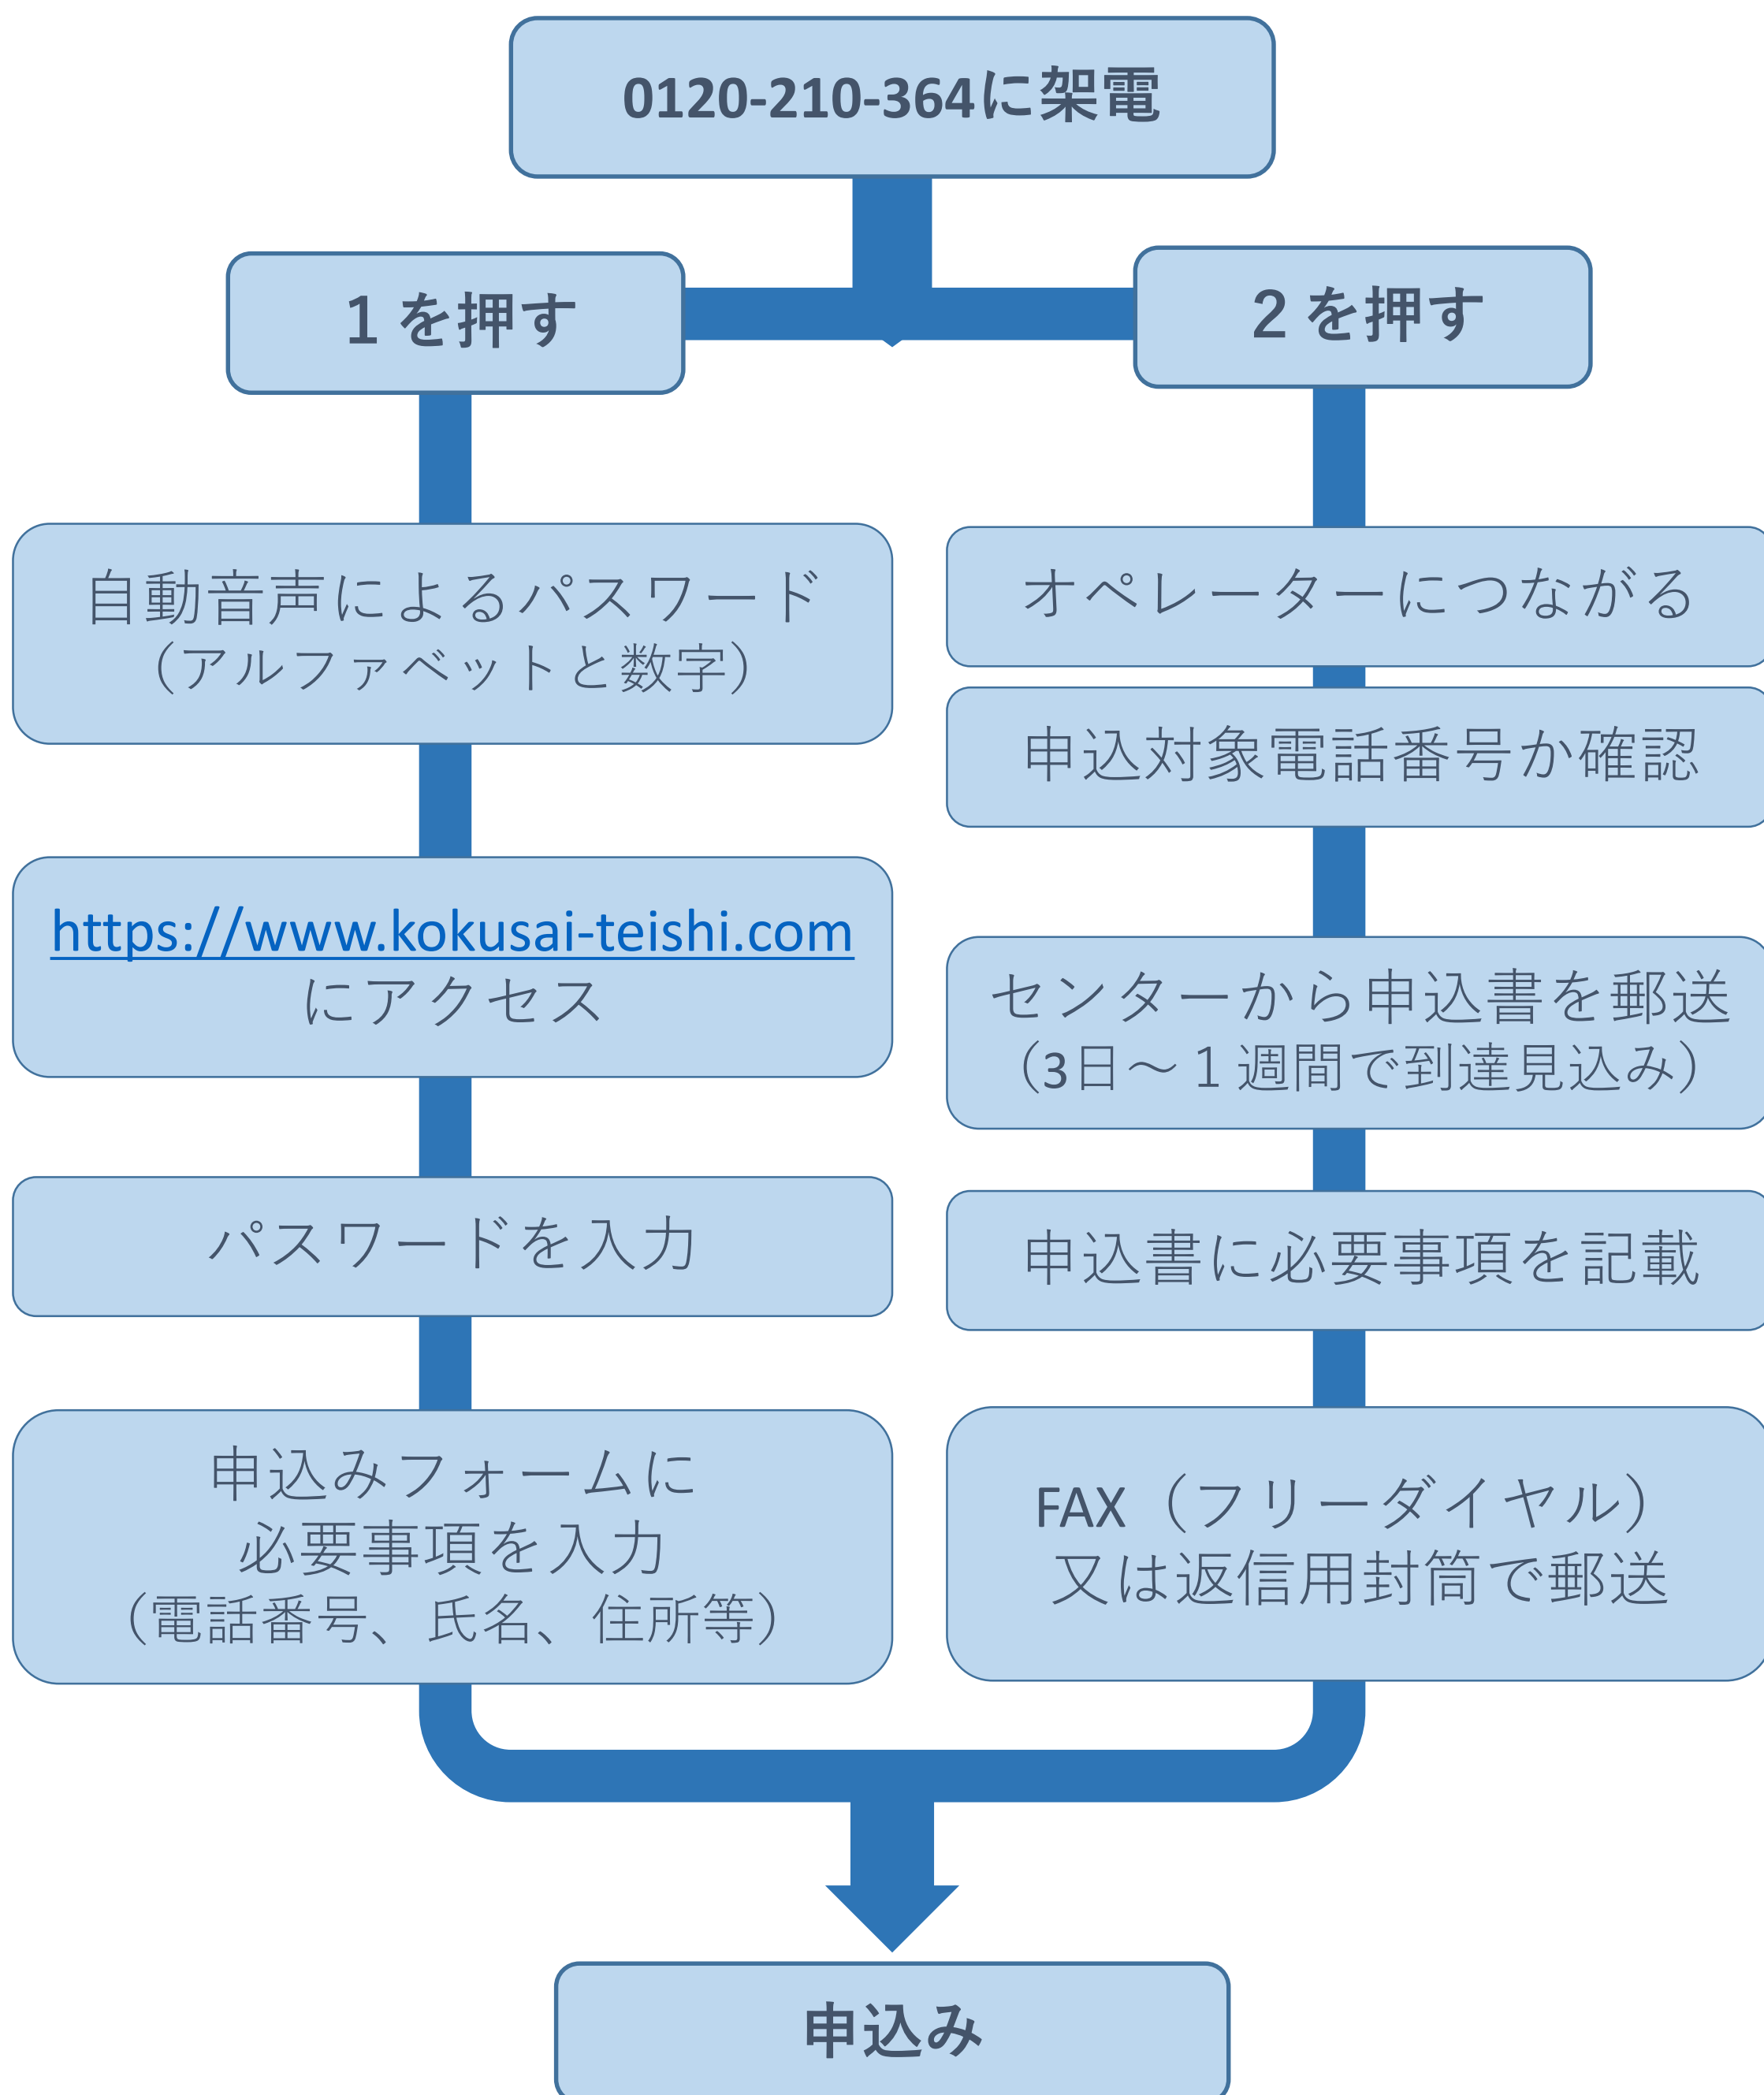 0120-210-364に架電
1を押す
自動音声によるパスワード
（アルファベットと数字）
https://www.kokusai-teishi.com
にアクセス
パスワードを入力
申込みフォームに
必要事項を入力
（電話番号、氏名、住所等）
2を押す
オペレーターにつながる
申込対象電話番号か確認
センターから申込書を郵送
（3日～1週間で到達見込み）
申込書に必要事項を記載
FAX（フリーダイヤル）
又は返信用封筒で郵送
申込み